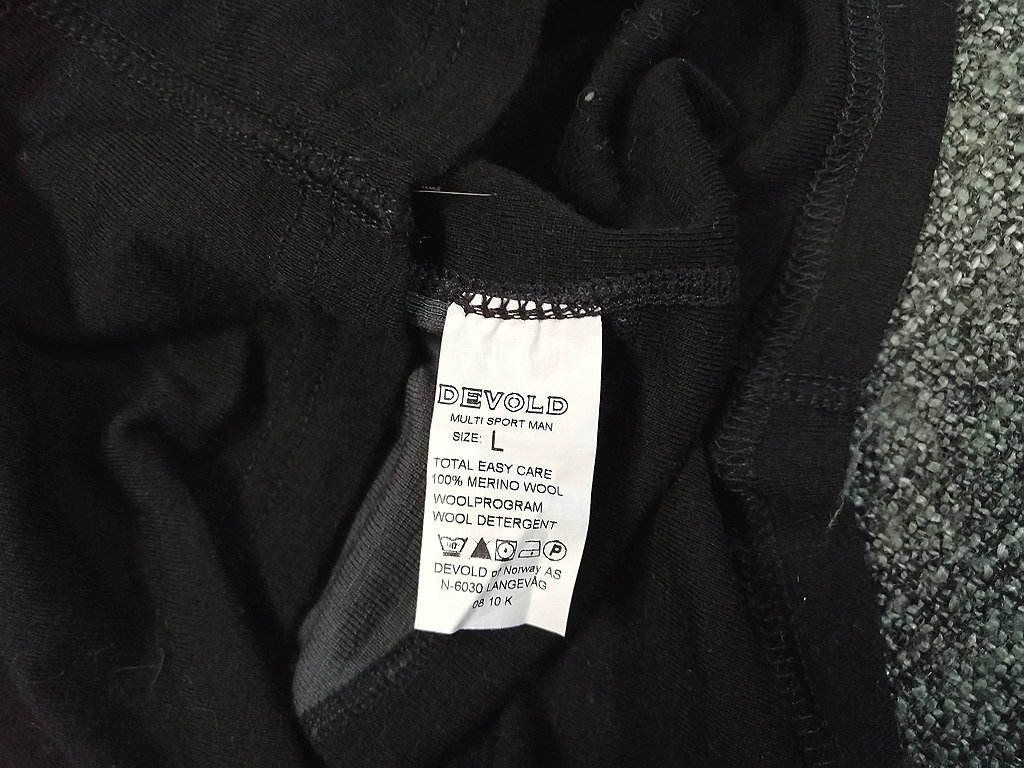 DEVOLD
MULTI SPORT MAN
SIZE: L
TOTAL EASY CARE
100% MERINO WOOL
WOOLPROGRAM
WOOL DETERGENT
40° P
DEVOLD of Norway AS
N-6030 LANGEVÅG
08 10 K